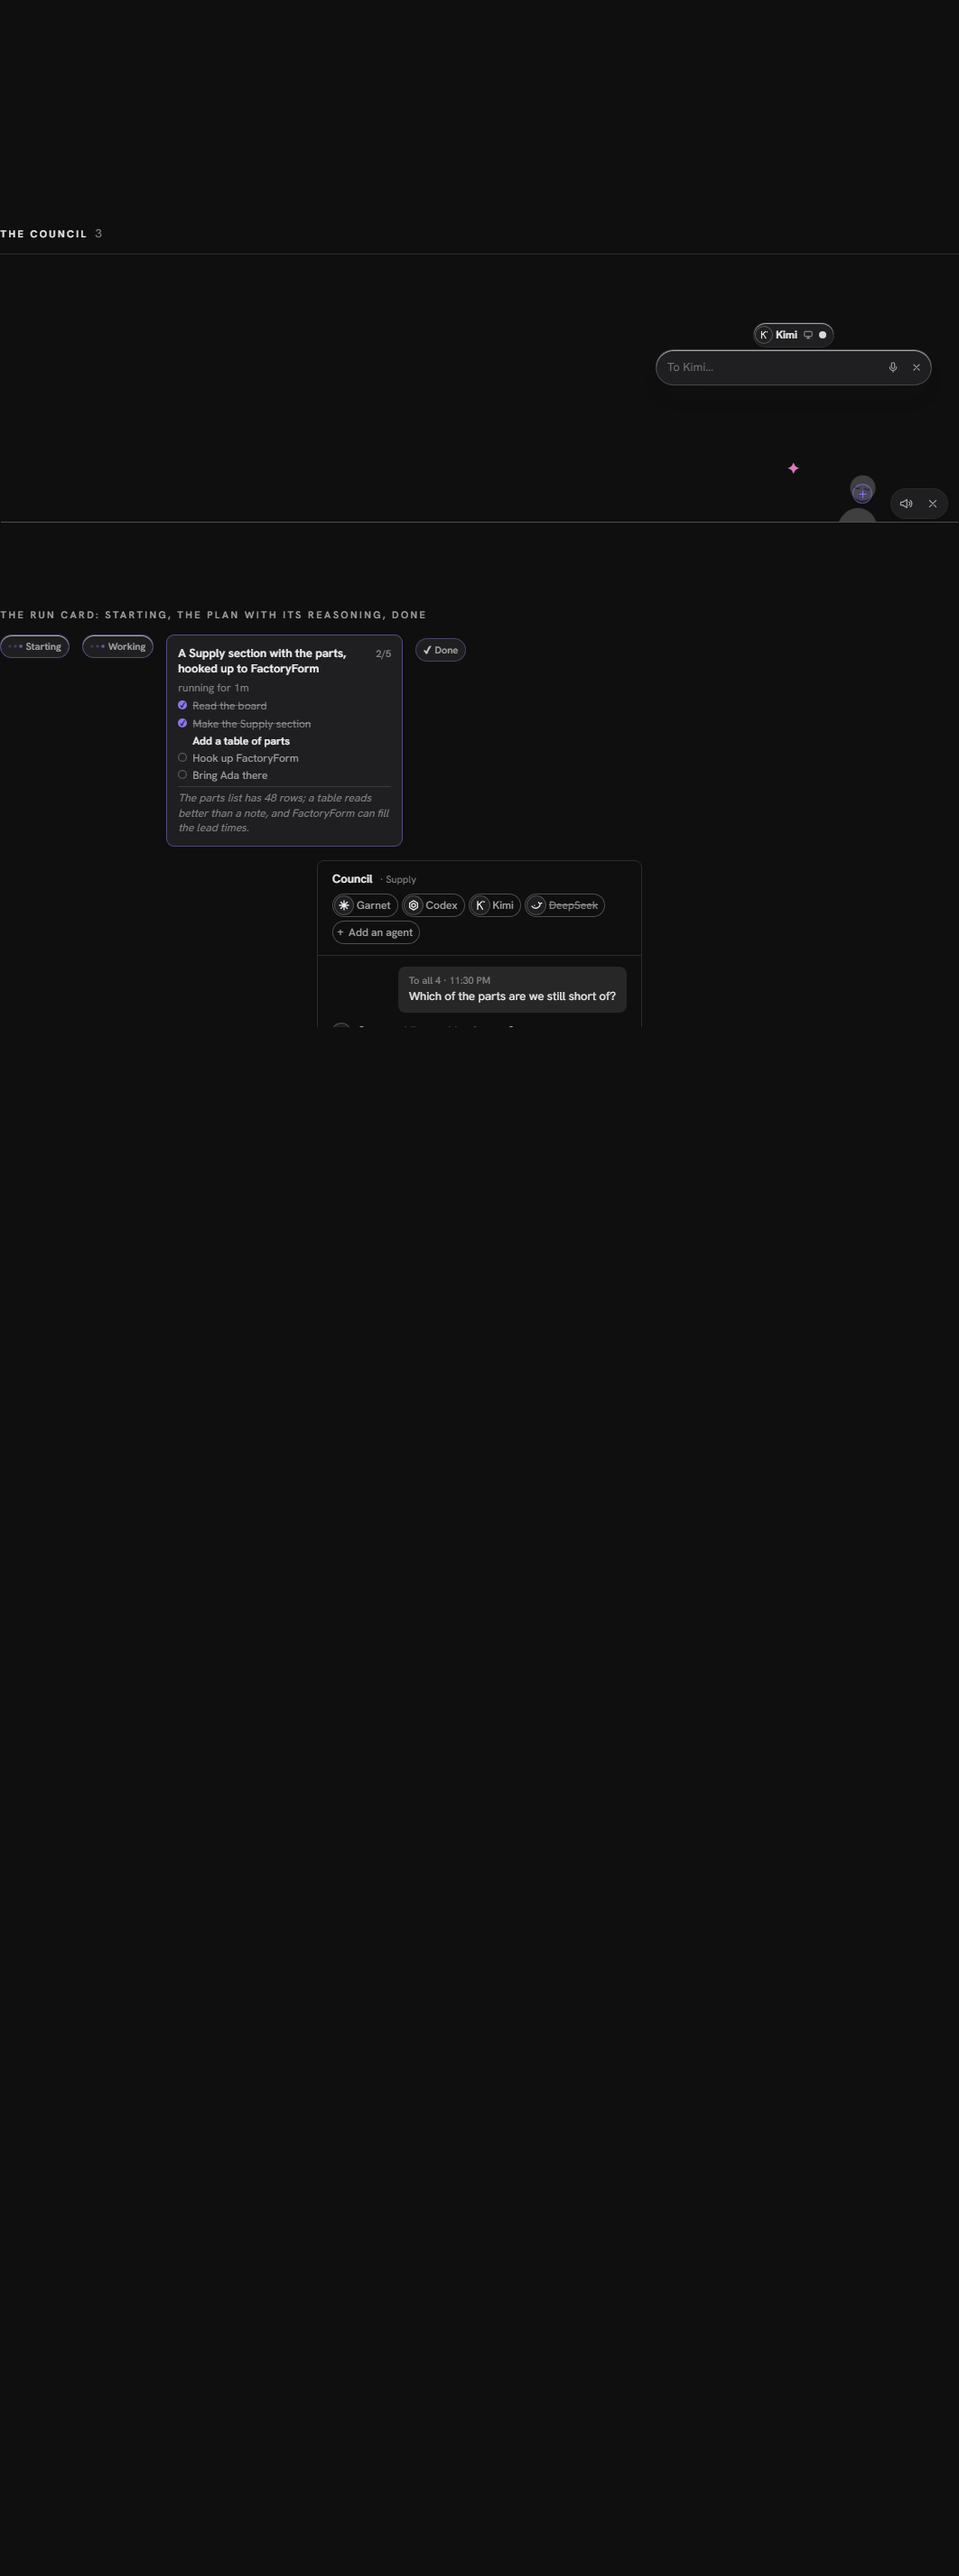 THE COUNCIL 3
Kimi
To Kimi...
THE RUN CARD: STARTING, THE PLAN WITH ITS REASONING, DONE
Starting
Working
A Supply section with the parts, 2/5
hooked up to FactoryForm
running for 1m
Read the board
Make the Supply section
Add a table of parts
Hook up FactoryForm
Bring Ada there
The parts list has 48 rows; a table reads
better than a note, and FactoryForm can fill
the lead times.
✓ Done
Council · Supply
Garnet
Codex
Kimi
DeepSeek
+ Add an agent
To all 4 · 11:30 PM
Which of the parts are we still short of?